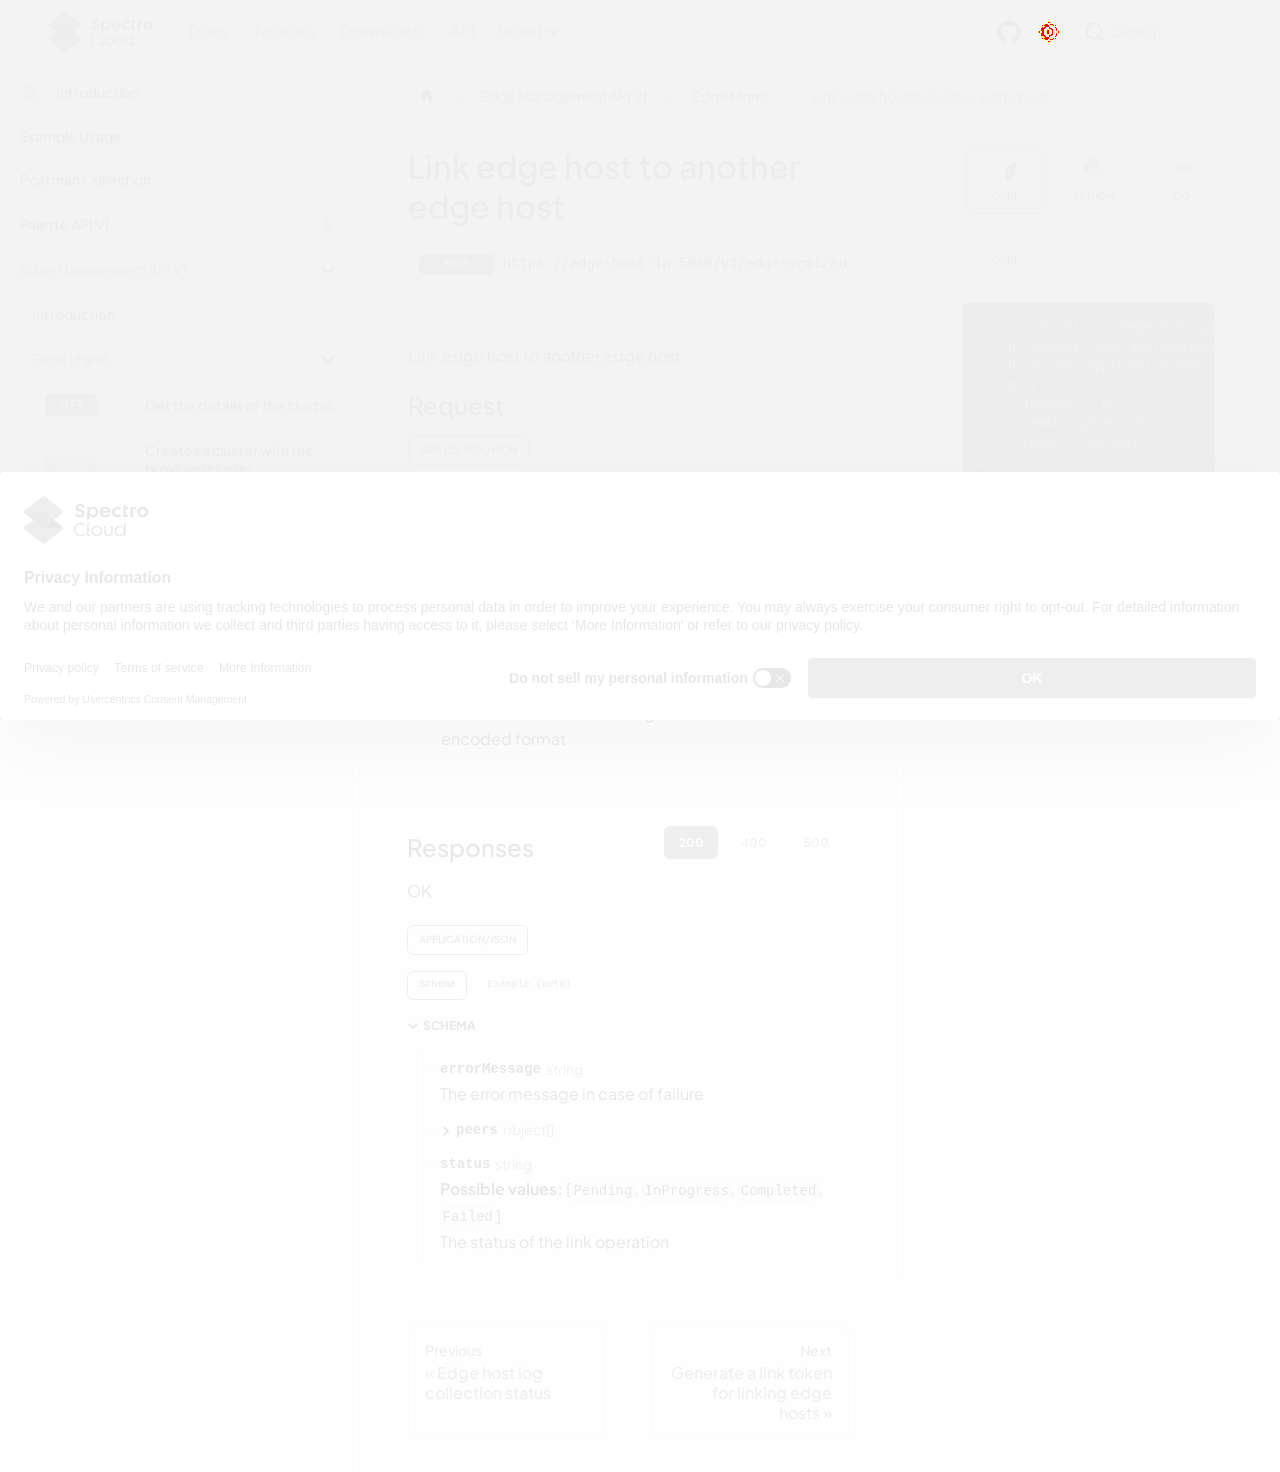 Spectro
Cloud
Docs
Tutorials
Downloads
API
latest
Search
Introduction
Example Usage
Postman Collection
Palette API V1
Edge Management API V1
Introduction
Edge Mgmt
GET
Get the details of the cluster.
Creates a cluster with the
provided cluster
Edge Management API V1
Edge Mgmt
Link edge host to another edge host
Link edge host to another
edge host
POST
https://edge-host-ip:5080/v1/edge-mgmt/ed
Link edge host to another edge host
Request
APPLICATION/JSON
CURL
PYTHON
GO
CURL
Spectro
Cloud
Privacy Information
We and our partners are using tracking technologies to process personal data in order to improve your experience. You may always exercise your consumer right to opt-out. For detailed information
about personal information we collect and third parties having access to it, please select 'More Information' or refer to our privacy policy.
Privacy policy
Terms of service
More Information
Powered by Usercentrics Consent Management
Do not sell my personal information
OK
encoded format
Responses
200
400
500
OK
APPLICATION/JSON
Schema
Example (auto)
SCHEMA
errorMessage string
The error message in case of failure
peers object[]
status string
Possible values: [Pending, InProgress, Completed,
Failed]
The status of the link operation
Previous
« Edge host log
collection status
Next
Generate a link token
for linking edge
hosts »